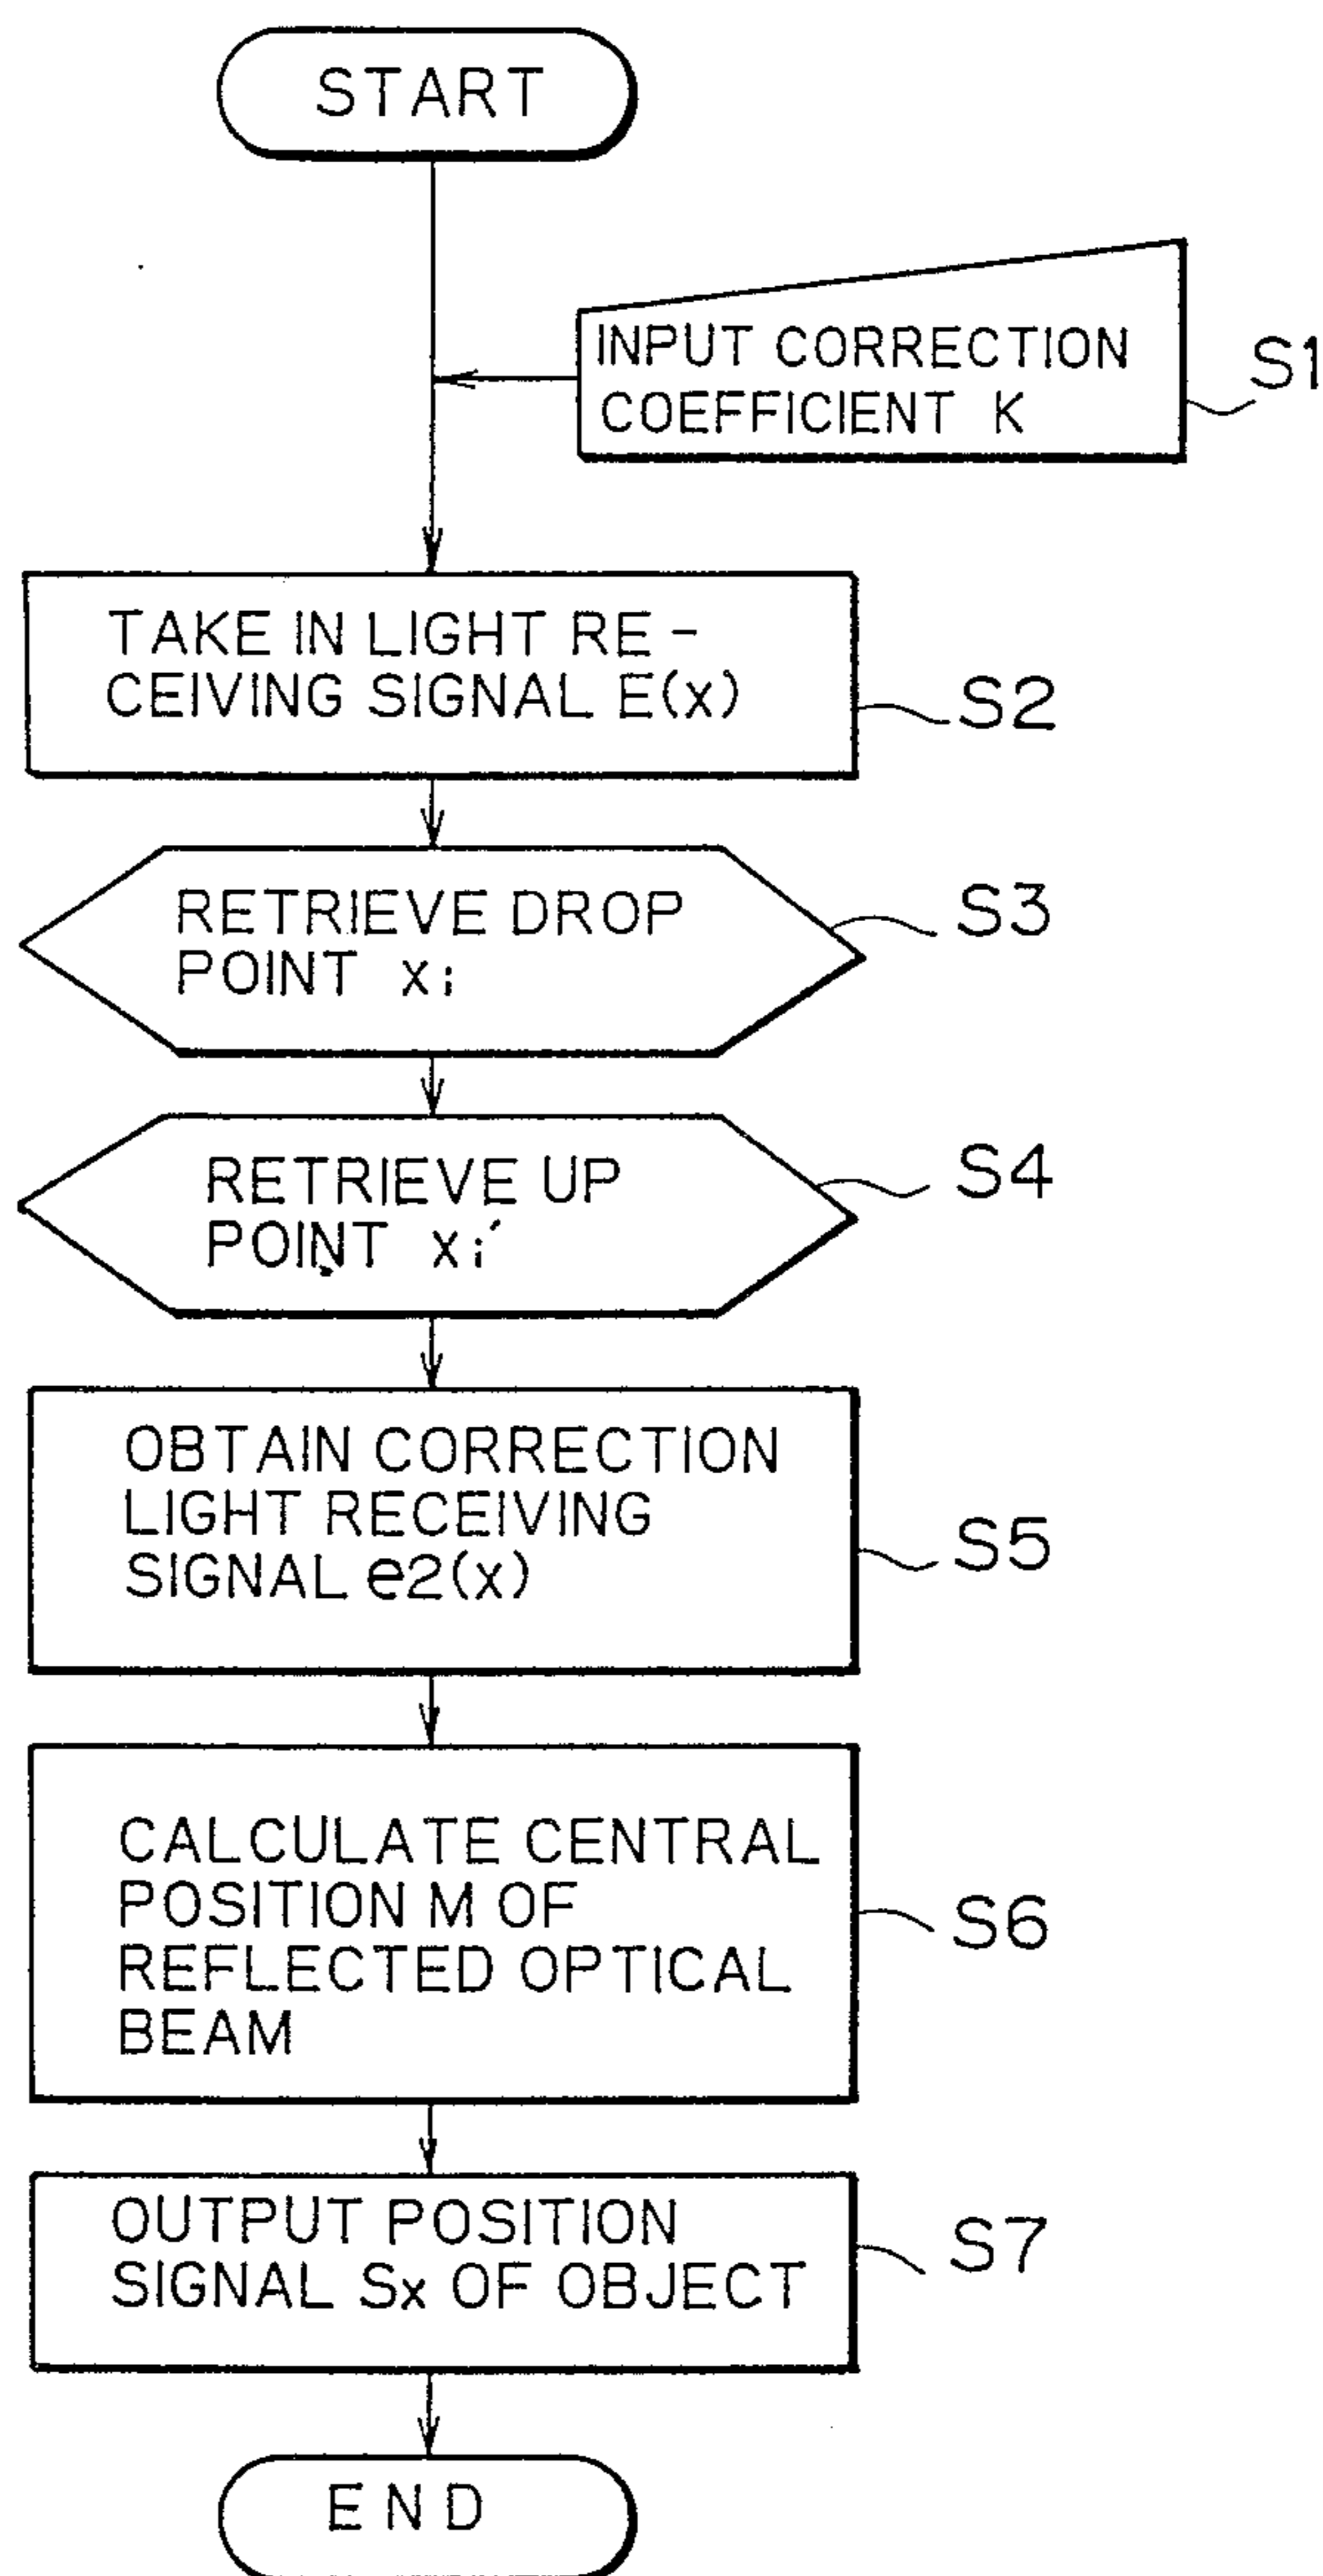 START
INPUT CORRECTION
COEFFICIENT K
S1
TAKE IN LIGHT RE-
CEIVING SIGNAL E(x)
S2
RETRIEVE DROP
POINT xi
S3
RETRIEVE UP
POINT xi′
S4
OBTAIN CORRECTION
LIGHT RECEIVING
SIGNAL e2(x)
S5
CALCULATE CENTRAL
POSITION M OF
REFLECTED OPTICAL
BEAM
S6
OUTPUT POSITION
SIGNAL Sx OF OBJECT
S7
END